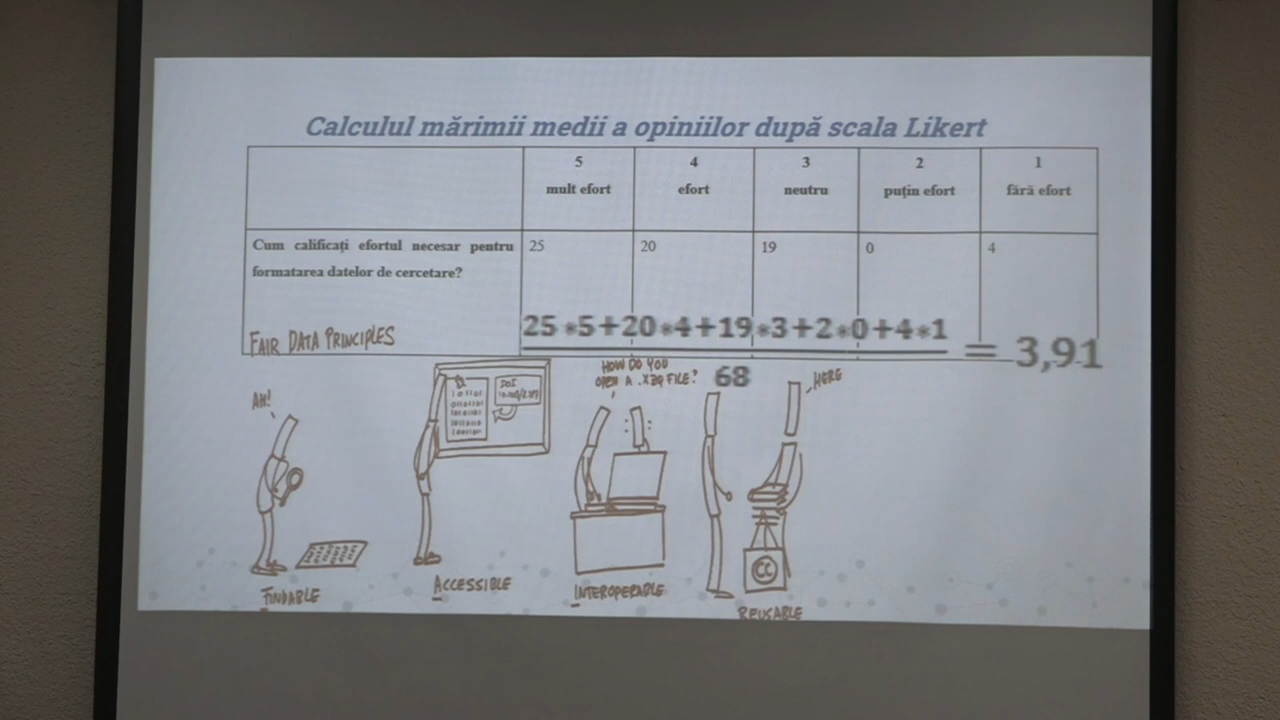 Calculul mărimii medii a opiniilor după scala Likert
5 4 3 2 1
mult efort efort neutru puțin efort fără efort
Cum calificați efortul necesar pentru 25 20 19 0 4
formatarea datelor de cercetare?
25*5+20*4+19*3+2*0+4*1
68
= 3,91
FAIR DATA PRINCIPLES
AH!
DOI
HOW DO YOU
OPEN A .XZQ FILE?
HERE
CC
FINDABLE
ACCESSIBLE
INTEROPERABLE
REUSABLE